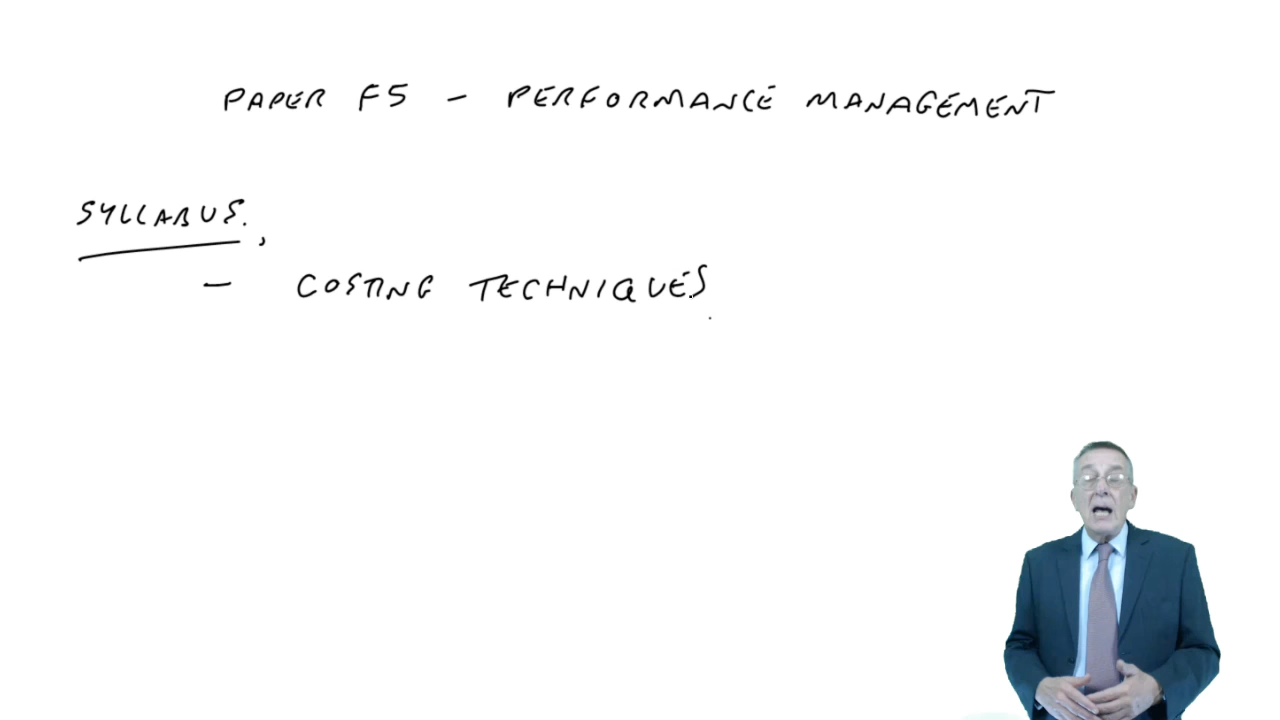 PAPER F5 - PERFORMANCE MANAGEMENT
SYLLABUS.
- COSTING TECHNIQUES